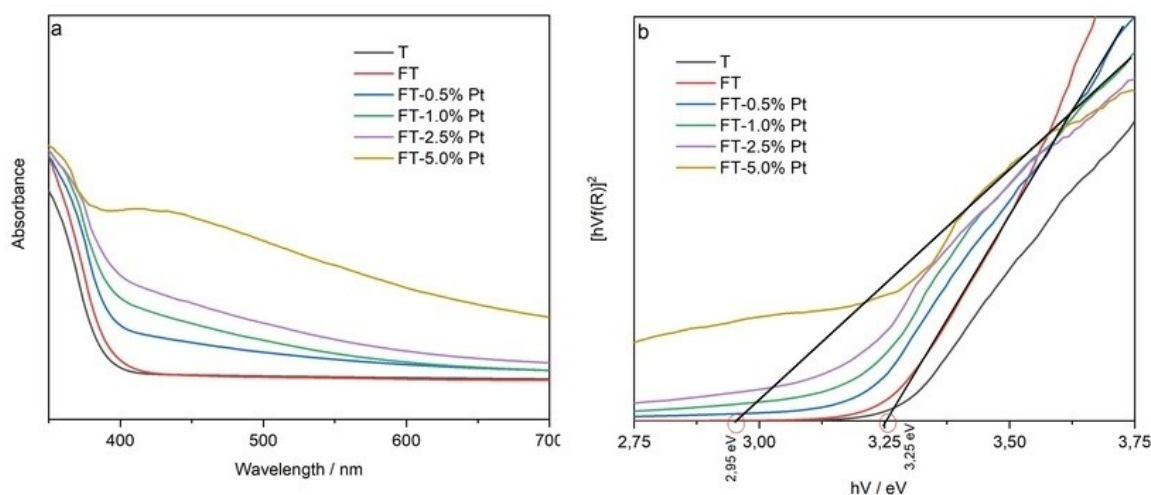 a
T
FT
FT-0.5% Pt
FT-1.0% Pt
FT-2.5% Pt
FT-5.0% Pt
Absorbance
400
500
600
700
Wavelength / nm
b
T
FT
FT-0.5% Pt
FT-1.0% Pt
FT-2.5% Pt
FT-5.0% Pt
[hVf(R)]²
2,75
3,00
3,25
3,50
3,75
2,95 eV
3,25 eV
hV / eV